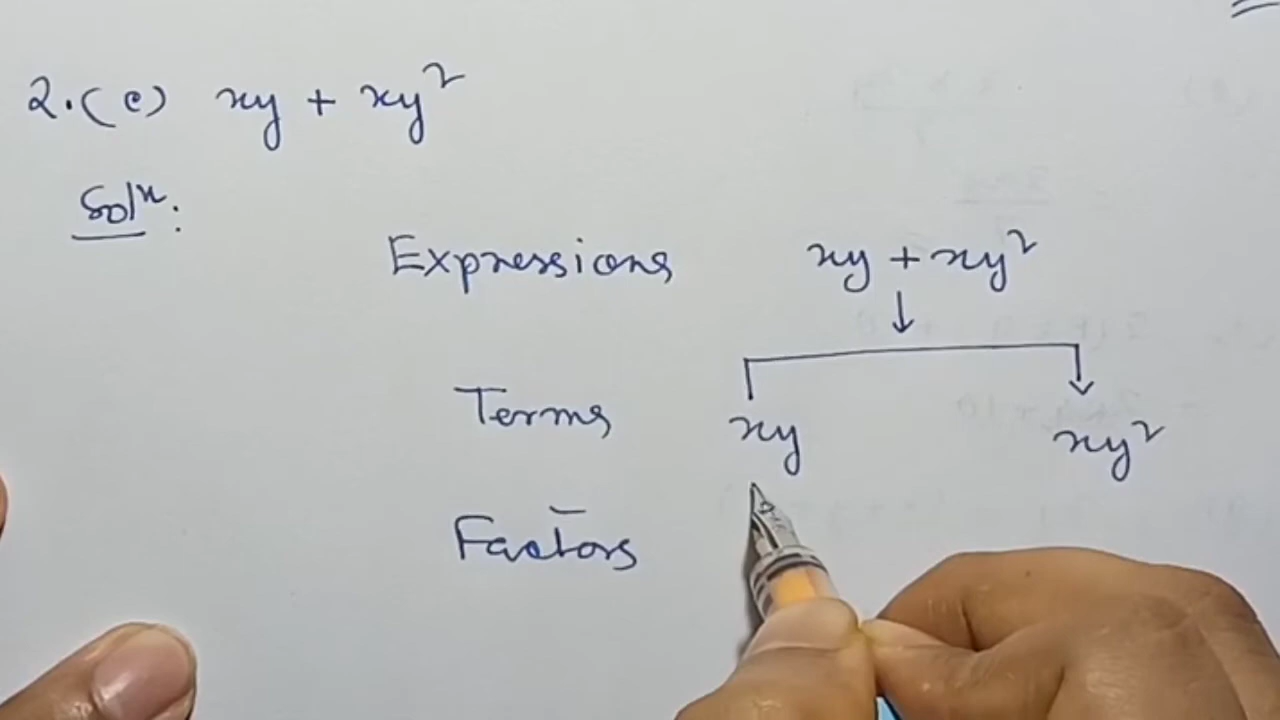 2.(c) xy + xy²
Solⁿ:
Expressions xy + xy²
Terms xy xy²
Factors